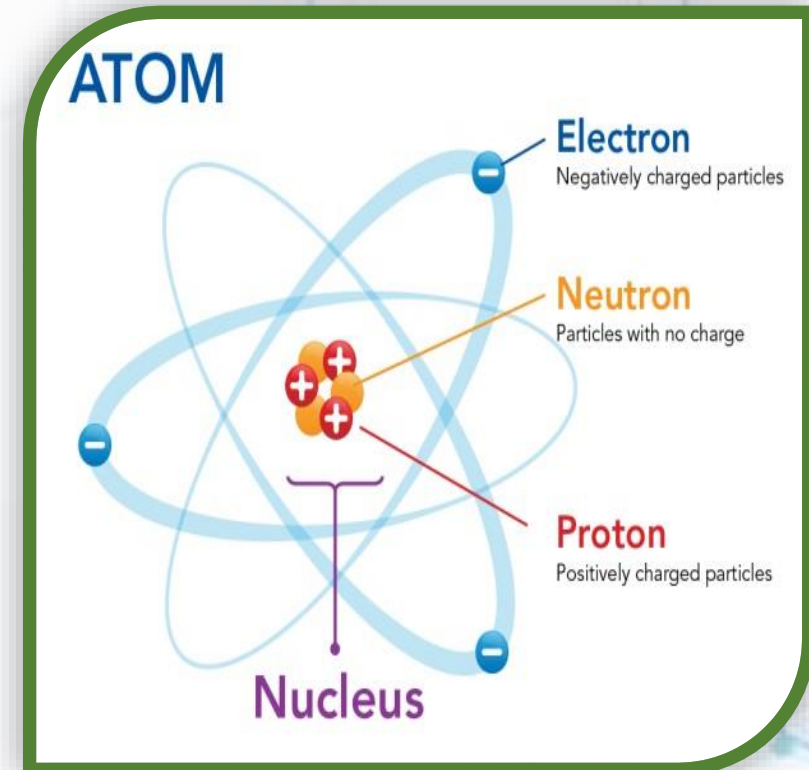 ATOM
Electron
Negatively charged particles
Neutron
Particles with no charge
Proton
Positively charged particles
Nucleus